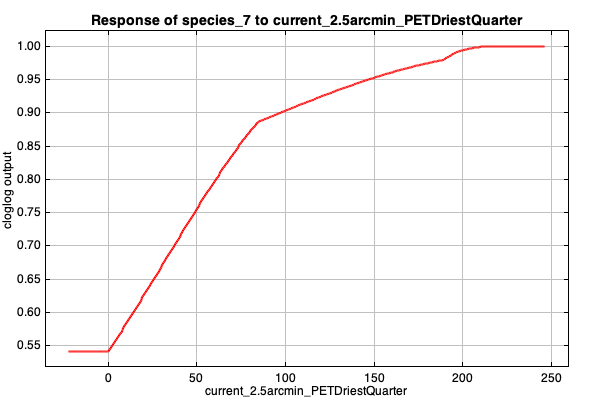 Response of species_7 to current_2.5arcmin_PETDriestQuarter
cloglog output
1.00
0.95
0.90
0.85
0.80
0.75
0.70
0.65
0.60
0.55
0 50 100 150 200 250
current_2.5arcmin_PETDriestQuarter